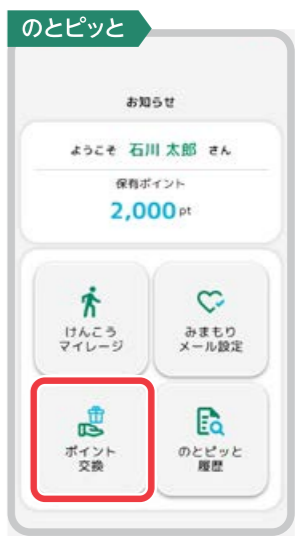 のとピッと
お知らせ
ようこそ 石川 太郎 さん
保有ポイント
2,000 pt
けんこう
マイレージ
みまもり
メール設定
ポイント
交換
のとピッと
履歴